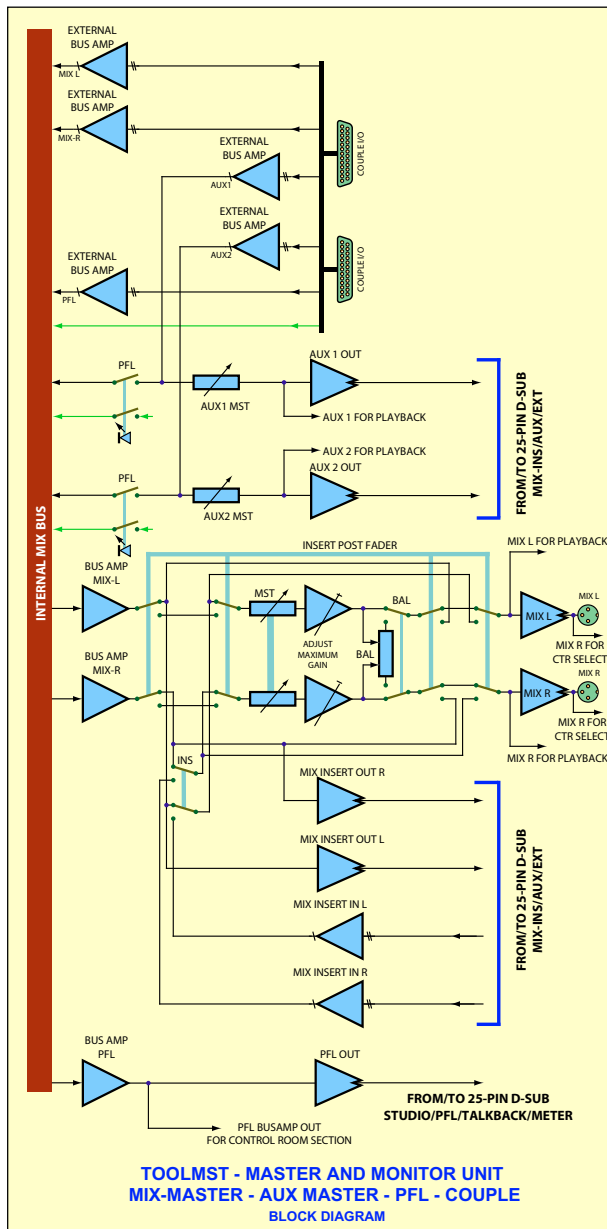 EXTERNAL
BUS AMP
MIX L
EXTERNAL
BUS AMP
MIX-R
EXTERNAL
BUS AMP
AUX1
COUPLE I/O
EXTERNAL
BUS AMP
AUX2
EXTERNAL
BUS AMP
PFL
COUPLE I/O
INTERNAL MIX BUS
PFL
AUX1 MST
AUX 1 OUT
AUX 1 FOR PLAYBACK
PFL
AUX2 MST
AUX 2 FOR PLAYBACK
AUX 2 OUT
FROM/TO 25-PIN D-SUB
MIX-INS/AUX/EXT
INSERT POST FADER
BUS AMP
MIX-L
MST
ADJUST
MAXIMUM
GAIN
BAL
BAL
MIX L FOR PLAYBACK
MIX L
MIX L
MIX R FOR
CTR SELECT
BUS AMP
MIX-R
MIX R
MIX R
MIX R FOR
CTR SELECT
MIX R FOR PLAYBACK
INS
MIX INSERT OUT R
MIX INSERT OUT L
MIX INSERT IN L
MIX INSERT IN R
FROM/TO 25-PIN D-SUB
MIX-INS/AUX/EXT
BUS AMP
PFL
PFL OUT
FROM/TO 25-PIN D-SUB
STUDIO/PFL/TALKBACK/METER
PFL BUSAMP OUT
FOR CONTROL ROOM SECTION
TOOLMST - MASTER AND MONITOR UNIT
MIX-MASTER - AUX MASTER - PFL - COUPLE
BLOCK DIAGRAM